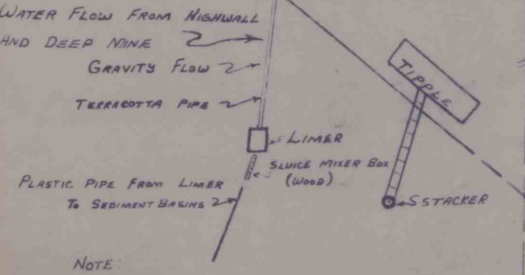 WATER FLOW FROM HIGHWALL
AND DEEP MINE
GRAVITY FLOW
TERRACOTTA PIPE
TIPPLE
LIMER
SLUICE MIXER BOX
(WOOD)
PLASTIC PIPE FROM LIMER
TO SEDIMENT BASINS
SSTACKER
NOTE: